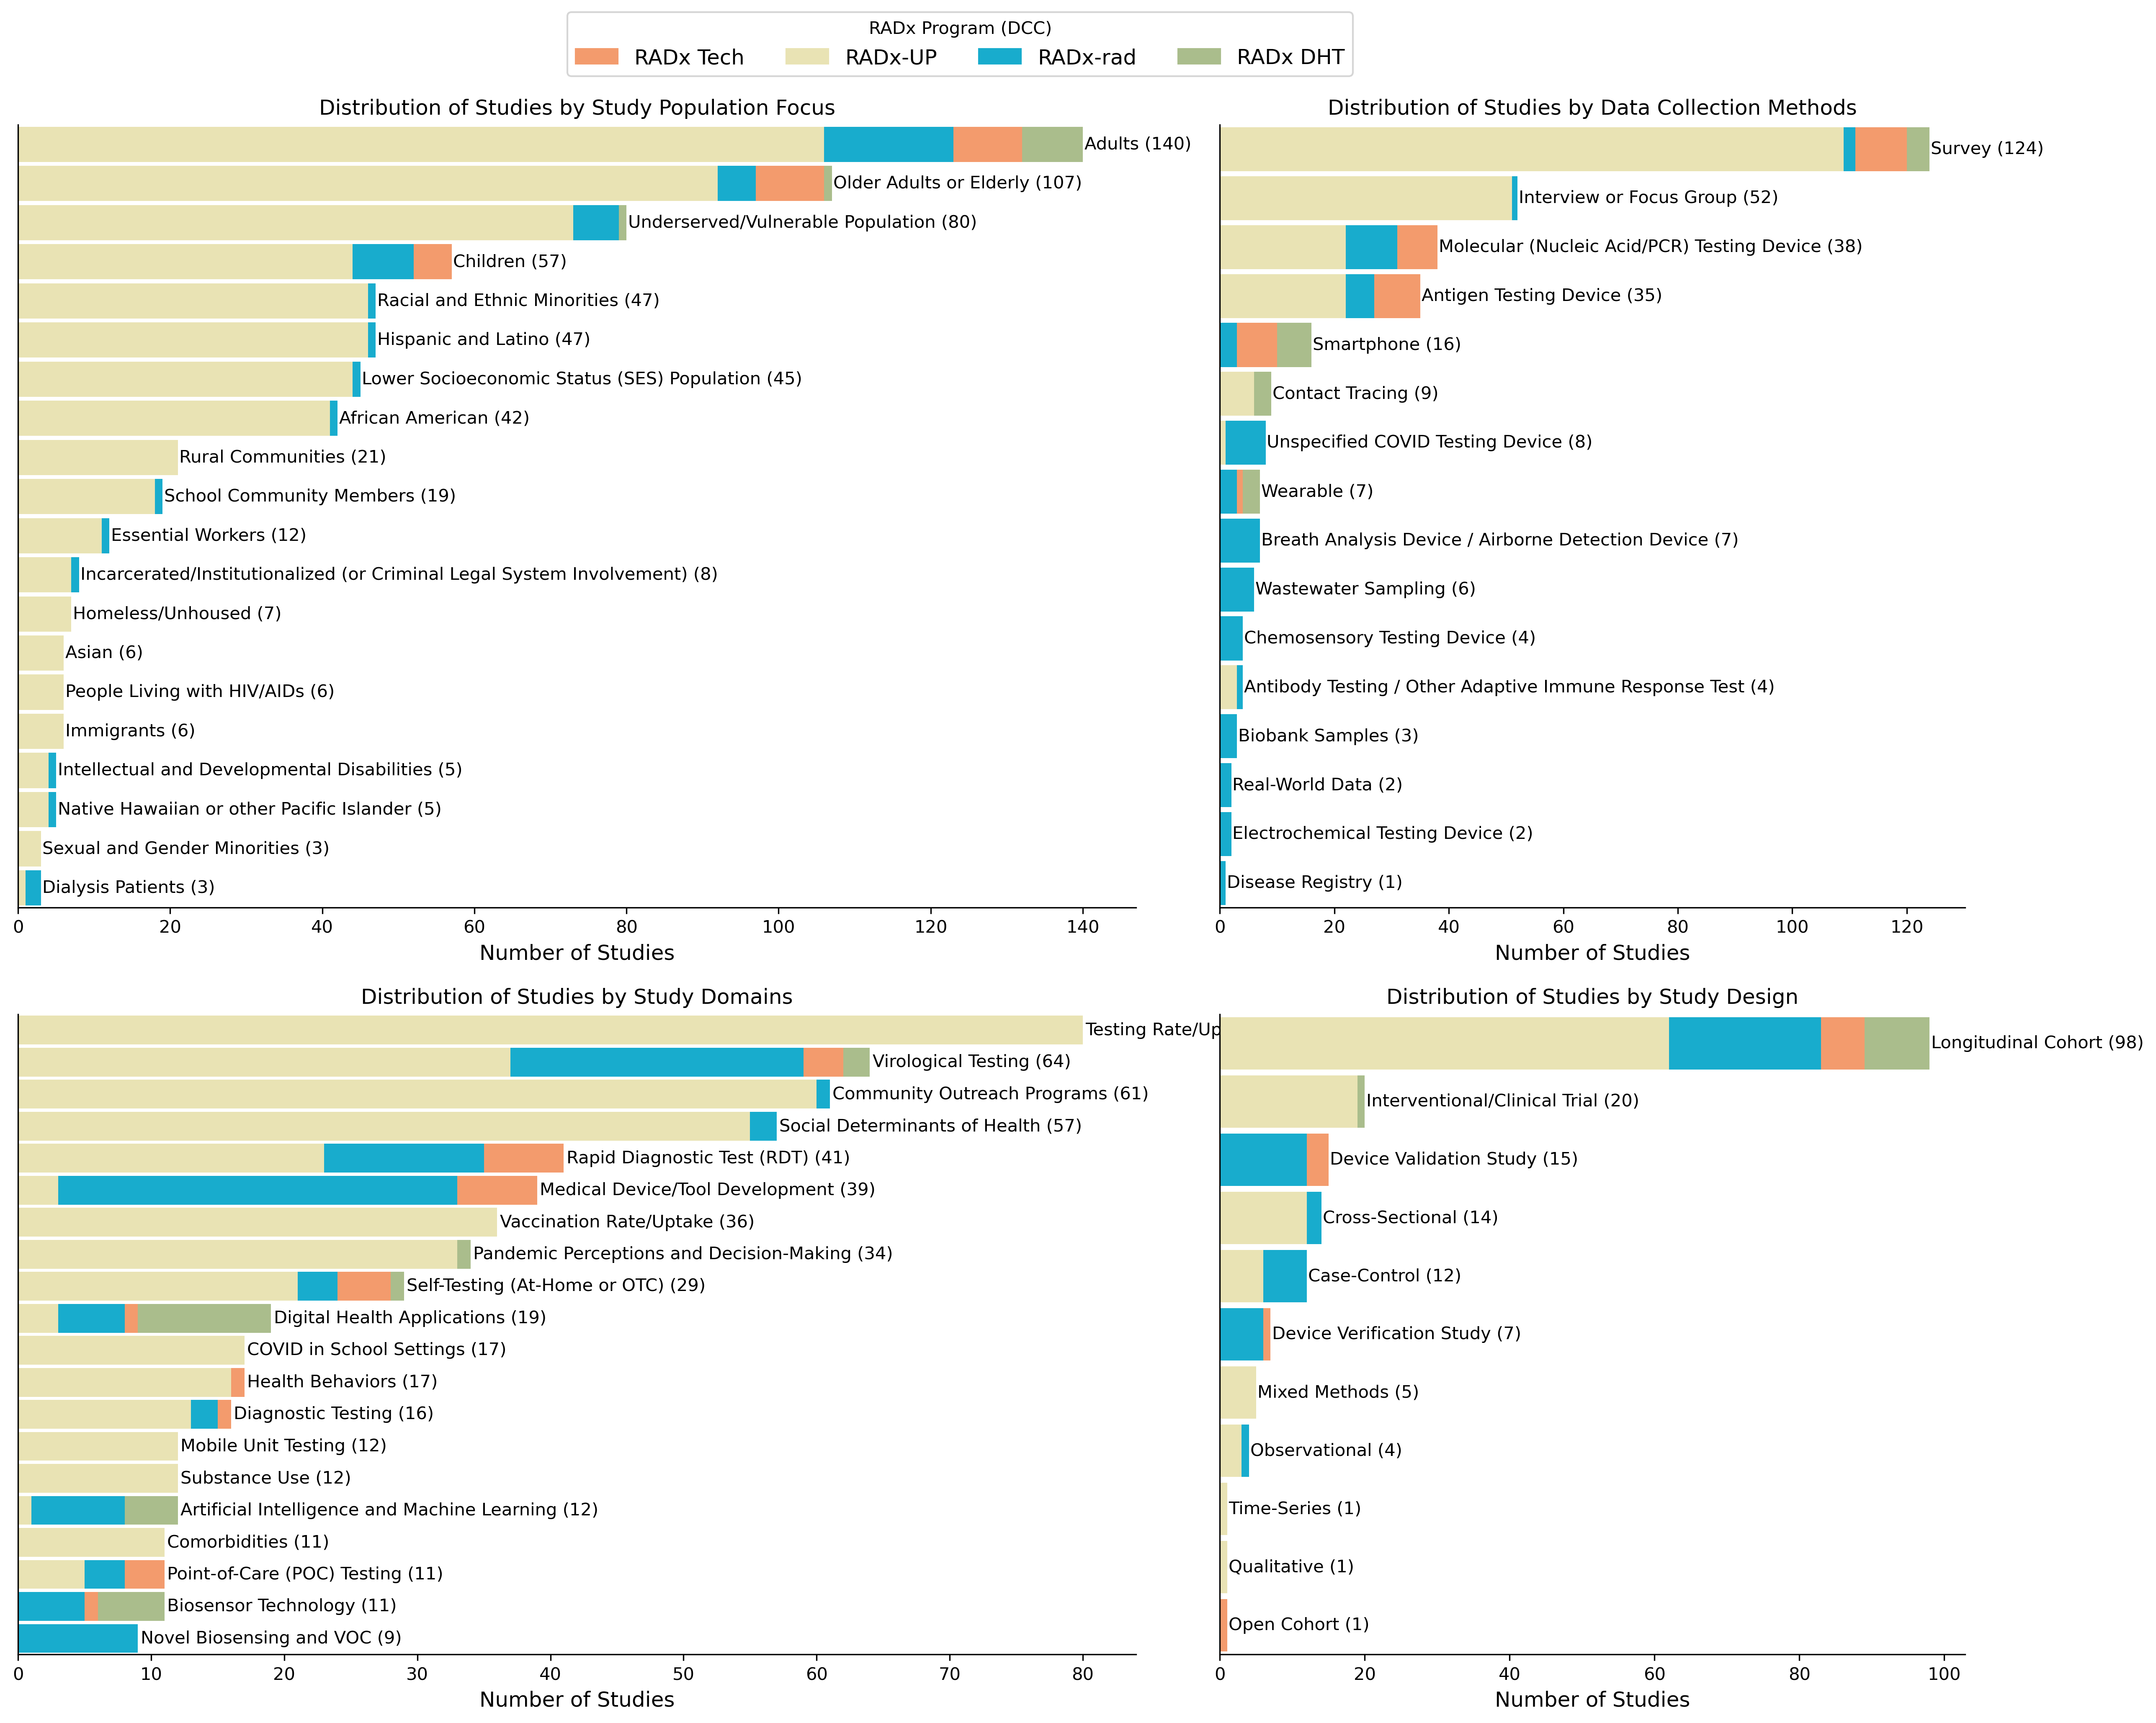 RADx Program (DCC)
RADx Tech RADx-UP RADx-rad RADx DHT
Distribution of Studies by Study Population Focus
Adults (140)
Older Adults or Elderly (107)
Underserved/Vulnerable Population (80)
Children (57)
Racial and Ethnic Minorities (47)
Hispanic and Latino (47)
Lower Socioeconomic Status (SES) Population (45)
African American (42)
Rural Communities (21)
School Community Members (19)
Essential Workers (12)
Incarcerated/Institutionalized (or Criminal Legal System Involvement) (8)
Homeless/Unhoused (7)
Asian (6)
People Living with HIV/AIDs (6)
Immigrants (6)
Intellectual and Developmental Disabilities (5)
Native Hawaiian or other Pacific Islander (5)
Sexual and Gender Minorities (3)
Dialysis Patients (3)
0 20 40 60 80 100 120 140
Number of Studies
Distribution of Studies by Data Collection Methods
Survey (124)
Interview or Focus Group (52)
Molecular (Nucleic Acid/PCR) Testing Device (38)
Antigen Testing Device (35)
Smartphone (16)
Contact Tracing (9)
Unspecified COVID Testing Device (8)
Wearable (7)
Breath Analysis Device / Airborne Detection Device (7)
Wastewater Sampling (6)
Chemosensory Testing Device (4)
Antibody Testing / Other Adaptive Immune Response Test (4)
Biobank Samples (3)
Real-World Data (2)
Electrochemical Testing Device (2)
Disease Registry (1)
0 20 40 60 80 100 120
Number of Studies
Distribution of Studies by Study Domains
Testing Rate/Up
Virological Testing (64)
Community Outreach Programs (61)
Social Determinants of Health (57)
Rapid Diagnostic Test (RDT) (41)
Medical Device/Tool Development (39)
Vaccination Rate/Uptake (36)
Pandemic Perceptions and Decision-Making (34)
Self-Testing (At-Home or OTC) (29)
Digital Health Applications (19)
COVID in School Settings (17)
Health Behaviors (17)
Diagnostic Testing (16)
Mobile Unit Testing (12)
Substance Use (12)
Artificial Intelligence and Machine Learning (12)
Comorbidities (11)
Point-of-Care (POC) Testing (11)
Biosensor Technology (11)
Novel Biosensing and VOC (9)
0 10 20 30 40 50 60 70 80
Number of Studies
Distribution of Studies by Study Design
Longitudinal Cohort (98)
Interventional/Clinical Trial (20)
Device Validation Study (15)
Cross-Sectional (14)
Case-Control (12)
Device Verification Study (7)
Mixed Methods (5)
Observational (4)
Time-Series (1)
Qualitative (1)
Open Cohort (1)
0 20 40 60 80 100
Number of Studies